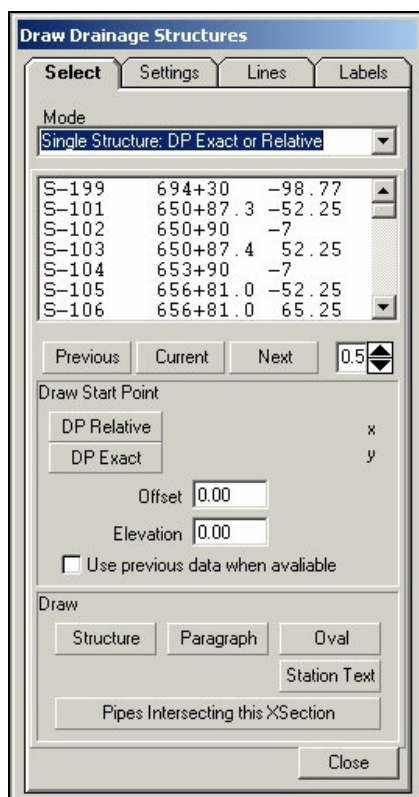 Draw Drainage Structures
Select Settings Lines Labels
Mode
Single Structure: DP Exact or Relative
S-199 694+30 -98.77
S-101 650+87.3 -52.25
S-102 650+90 -7
S-103 650+87.4 52.25
S-104 653+90 -7
S-105 656+81.0 -52.25
S-106 656+81.0 65.25
Previous Current Next 0.5
Draw Start Point
DP Relative x
DP Exact y
Offset 0.00
Elevation 0.00
Use previous data when avaliable
Draw
Structure Paragraph Oval
Station Text
Pipes Intersecting this XSection
Close